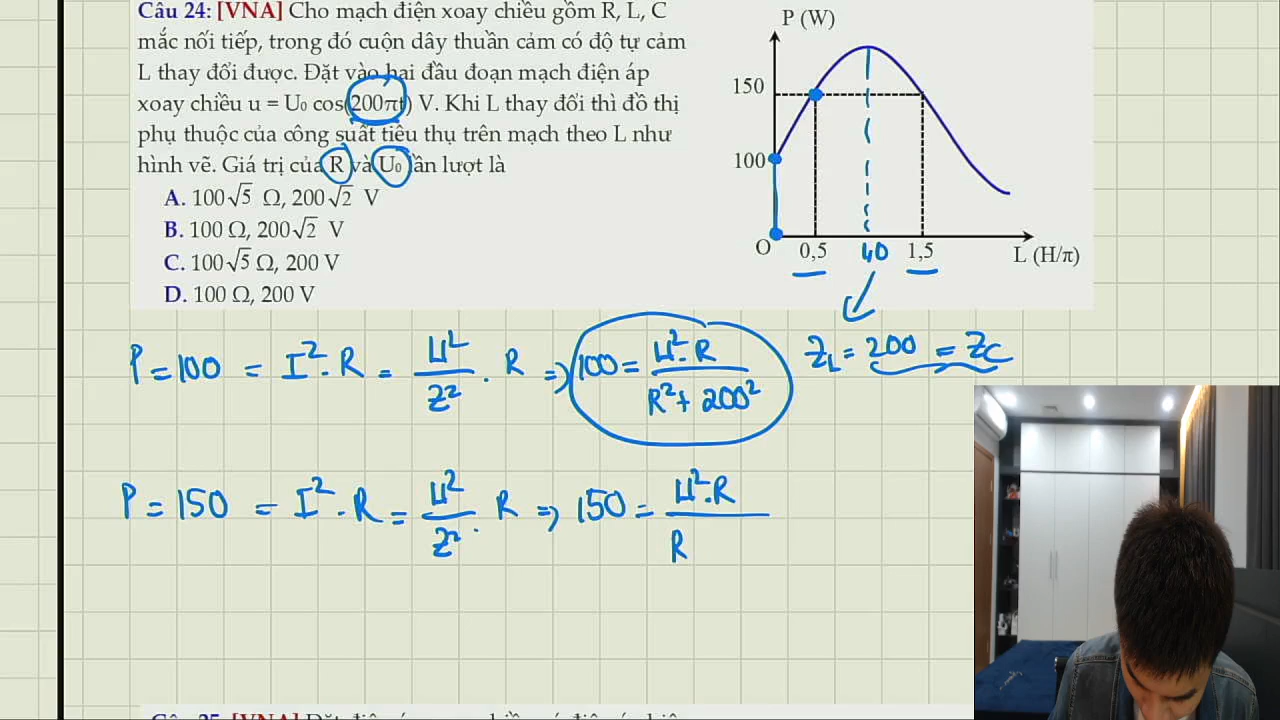 Câu 24: [VNA] Cho mạch điện xoay chiều gồm R, L, C
mắc nối tiếp, trong đó cuộn dây thuần cảm có độ tự cảm
L thay đổi được. Đặt vào hai đầu đoạn mạch điện áp
xoay chiều u = U₀ cos(200πt) V. Khi L thay đổi thì đồ thị
phụ thuộc của công suất tiêu thụ trên mạch theo L như
hình vẽ. Giá trị của R và U₀ lần lượt là
A. 100√5 Ω, 200√2 V
B. 100 Ω, 200√2 V
C. 100√5 Ω, 200 V
D. 100 Ω, 200 V
P (W)
150
100
O 0,5 1,0 1,5 L (H/π)
P = 100 = I². R = U²/Z² . R => 100 = U². R / R² + 200²
Z_L = 200 = Z_C
P = 150 = I². R = U²/Z² . R => 150 = U². R / R